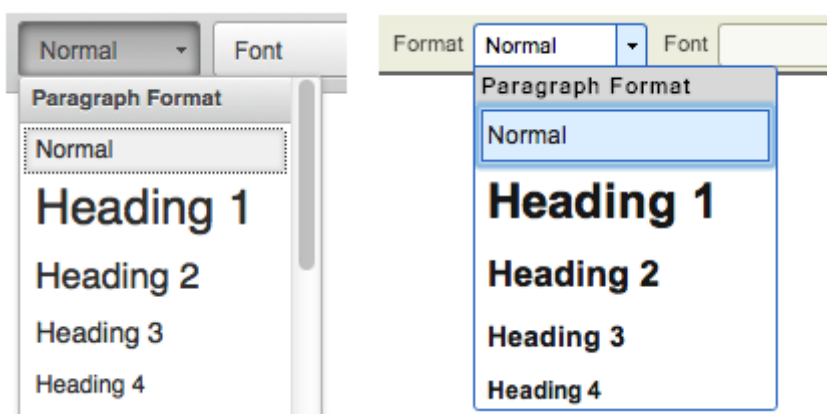 Normal Font
Paragraph Format
Normal
Heading 1
Heading 2
Heading 3
Heading 4
Format Normal Font
Paragraph Format
Normal
Heading 1
Heading 2
Heading 3
Heading 4